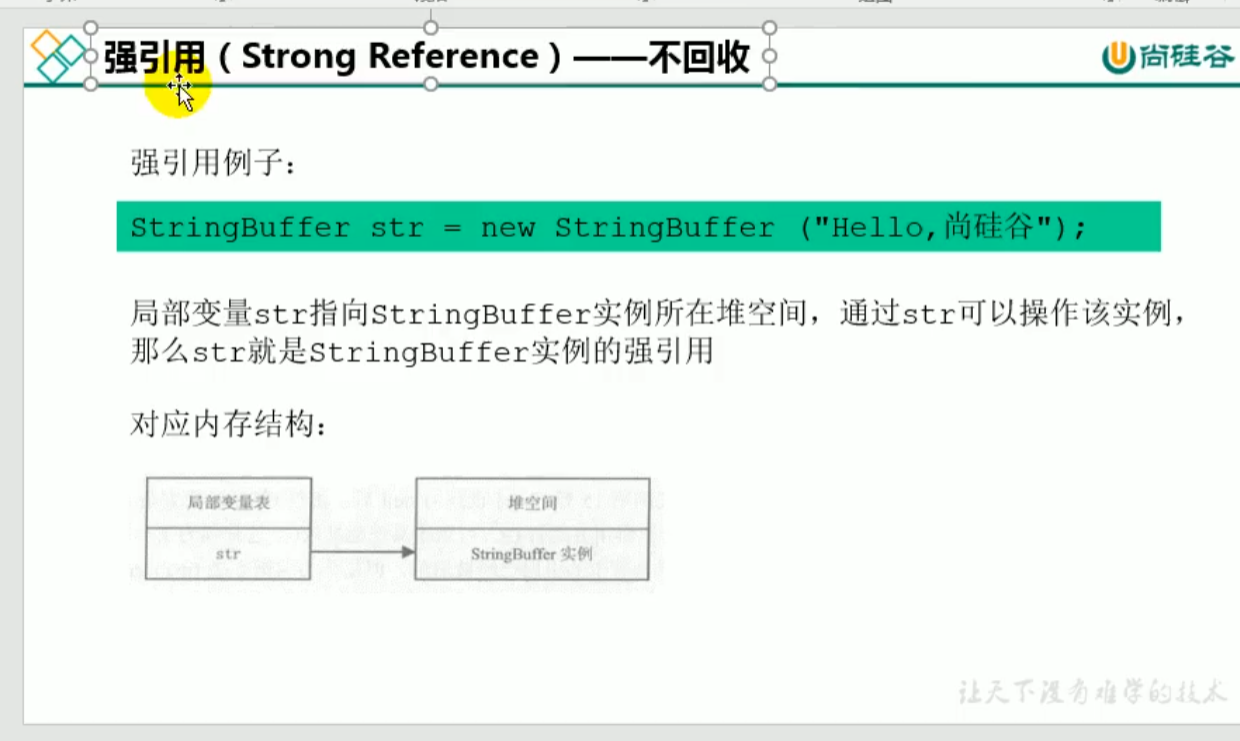 强引用（Strong Reference）——不回收
尚硅谷
强引用例子：
StringBuffer str = new StringBuffer ("Hello,尚硅谷");
局部变量str指向StringBuffer实例所在堆空间，通过str可以操作该实例，
那么str就是StringBuffer实例的强引用
对应内存结构：
局部变量表
堆空间
str
StringBuffer 实例
让天下没有难学的技术